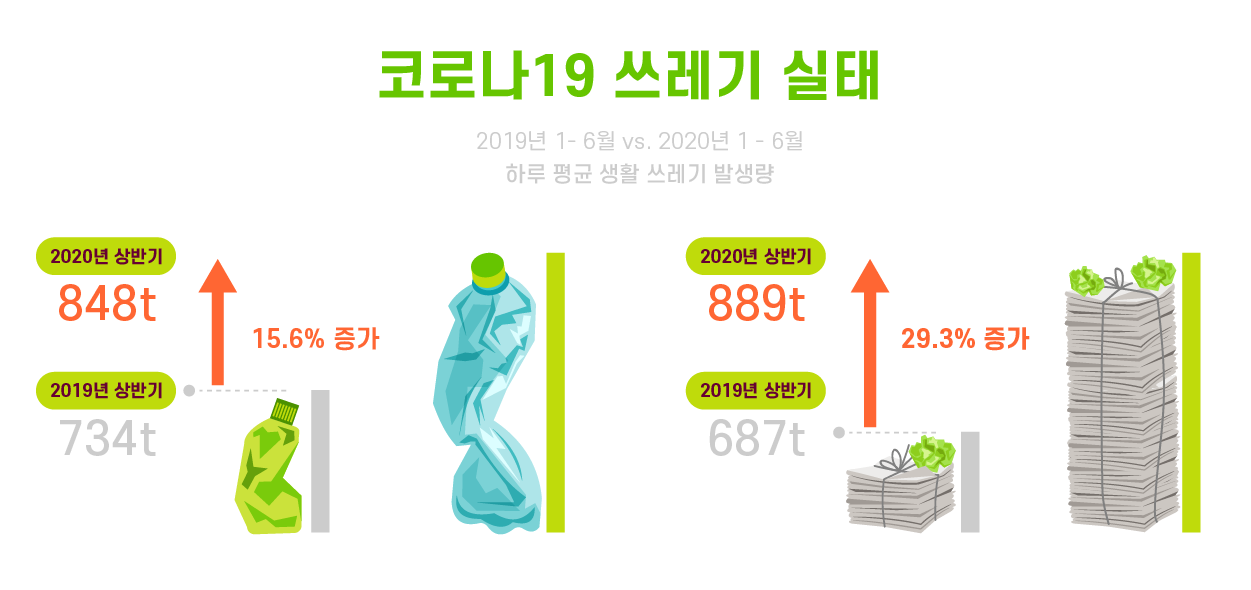 코로나19 쓰레기 실태
2019년 1- 6월 vs. 2020년 1 - 6월
하루 평균 생활 쓰레기 발생량
2020년 상반기
848t
15.6% 증가
2019년 상반기
734t
2020년 상반기
889t
29.3% 증가
2019년 상반기
687t